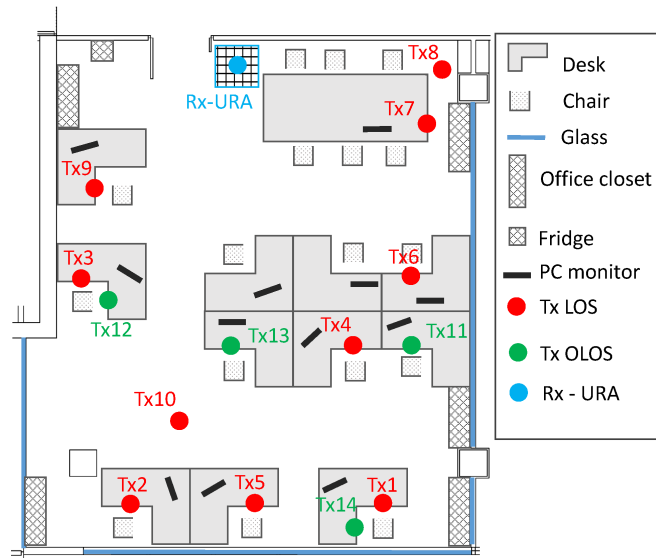 Tx8
Rx-URA
Tx7
Tx9
Tx3
Tx6
Tx12
Tx13
Tx4
Tx11
Tx10
Tx2
Tx5
Tx1
Tx14
Desk
Chair
Glass
Office closet
Fridge
PC monitor
Tx LOS
Tx OLOS
Rx - URA